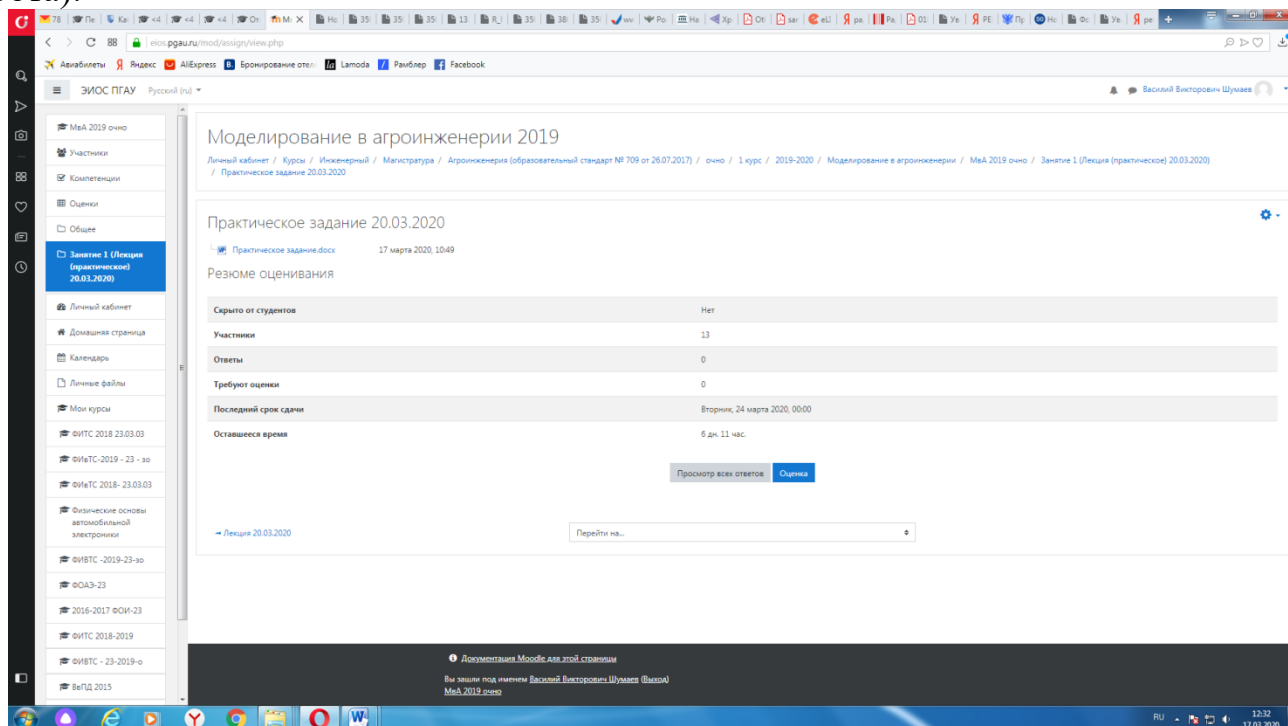 eios.pgau.ru/mod/assign/view.php
Авиабилеты Яндекс AliExpress Бронирование отел Lamoda Рамблер Facebook
ЭИОС ПГАУ Русский (ru) Василий Викторович Шумаев
МвА 2019 очно
Участники
Компетенции
Оценки
Общее
Занятие 1 (Лекция
(практическое)
20.03.2020)
Личный кабинет
Домашняя страница
Календарь
Личные файлы
Мои курсы
ФИТС 2018 23.03.03
ФИвТС-2019 - 23 - зо
ФИвТС 2018- 23.03.03
Физические основы
автомобильной
электроники
ФИВТС -2019-23-зо
ФОАЭ-23
2016-2017 ФОИ-23
ФИТС 2018-2019
ФИВТС - 23-2019-о
ВвПД 2015
Моделирование в агроинженерии 2019
Личный кабинет / Курсы / Инженерный / Магистратура / Агроинженерия (образовательный стандарт № 709 от 26.07.2017) / очно / 1 курс / 2019-2020 / Моделирование в агроинженерии / МвА 2019 очно / Занятие 1 (Лекция (практическое) 20.03.2020)
/ Практическое задание 20.03.2020
Практическое задание 20.03.2020
Практическое задание.docx 17 марта 2020, 10:49
Резюме оценивания
Скрыто от студентов Нет
Участники 13
Ответы 0
Требуют оценки 0
Последний срок сдачи Вторник, 24 марта 2020, 00:00
Оставшееся время 6 дн. 11 час.
Просмотр всех ответов Оценка
→ Лекция 20.03.2020 Перейти на...
Документация Moodle для этой страницы
Вы зашли под именем Василий Викторович Шумаев (Выход)
МвА 2019 очно
RU 12:32
17.03.2020